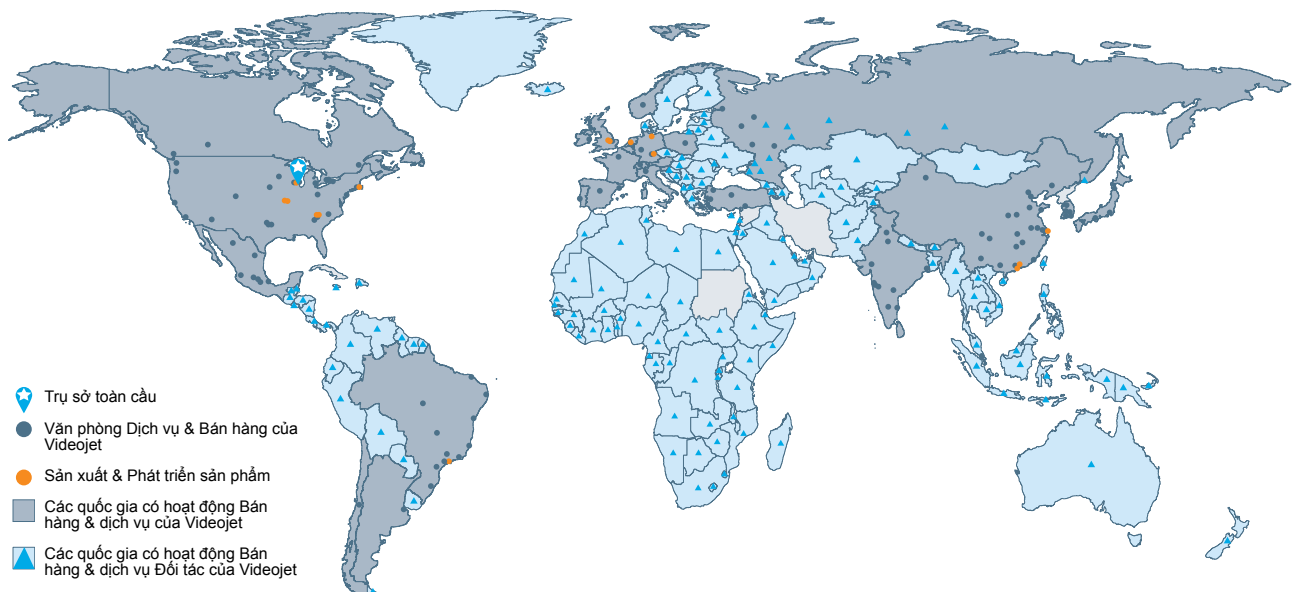 Trụ sở toàn cầu
Văn phòng Dịch vụ & Bán hàng của
Videojet
Sản xuất & Phát triển sản phẩm
Các quốc gia có hoạt động Bán
hàng & dịch vụ của Videojet
Các quốc gia có hoạt động Bán
hàng & dịch vụ Đối tác của Videojet